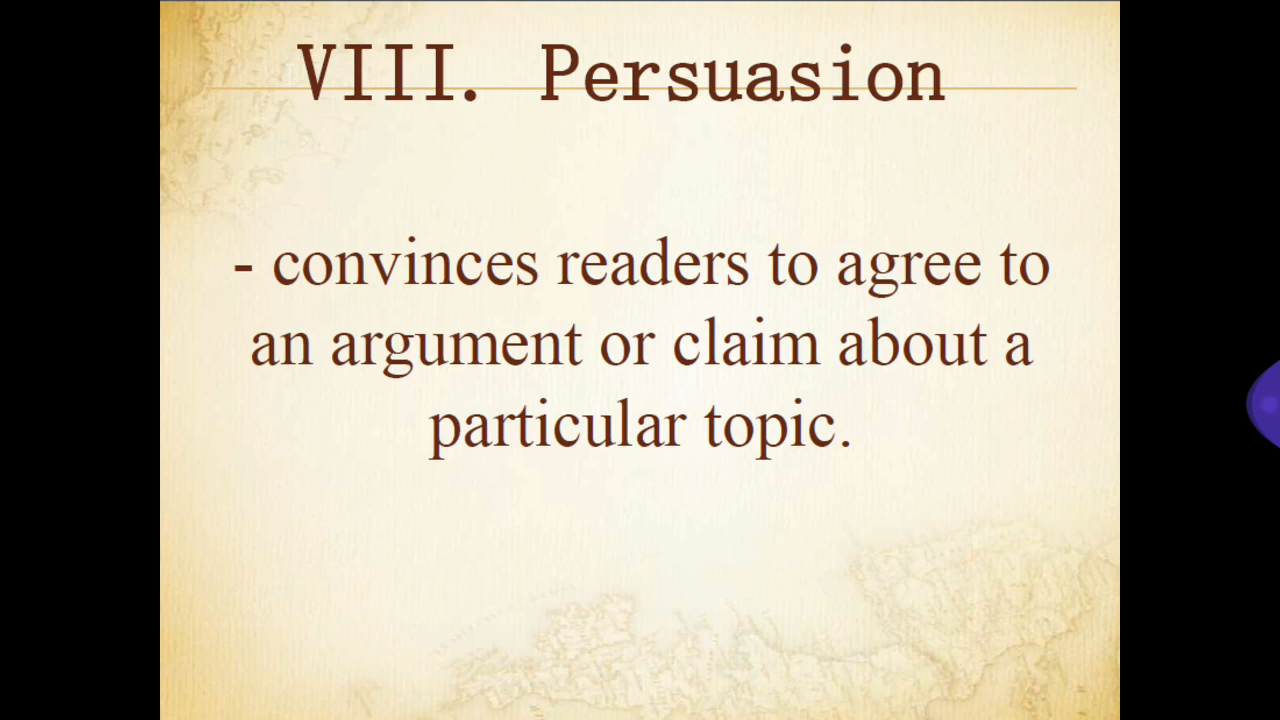 VIII. Persuasion
- convinces readers to agree to
an argument or claim about a
particular topic.